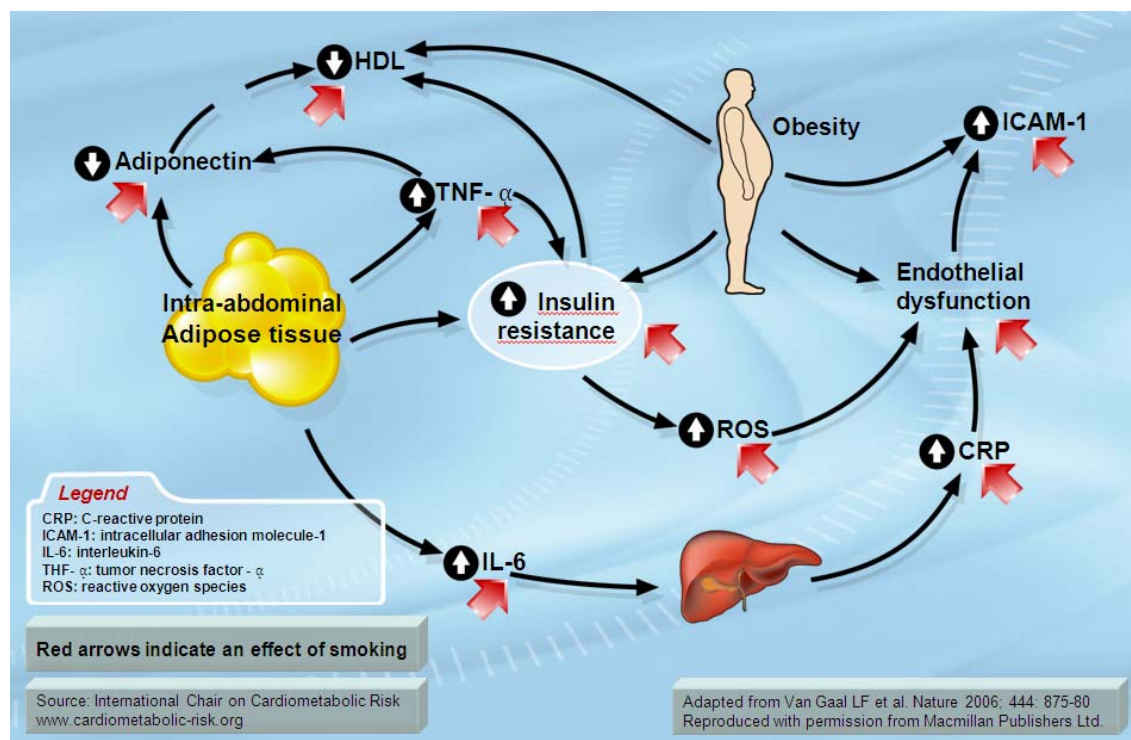 HDL
Obesity
ICAM-1
Adiponectin
TNF- α̣
Intra-abdominal
Adipose tissue
Insulin
resistance
Endothelial
dysfunction
ROS
CRP
IL-6
Legend
CRP: C-reactive protein
ICAM-1: intracellular adhesion molecule-1
IL-6: interleukin-6
THF- α̣: tumor necrosis factor - α̣
ROS: reactive oxygen species
Red arrows indicate an effect of smoking
Source: International Chair on Cardiometabolic Risk
www.cardiometabolic-risk.org
Adapted from Van Gaal LF et al. Nature 2006; 444: 875-80
Reproduced with permission from Macmillan Publishers Ltd.